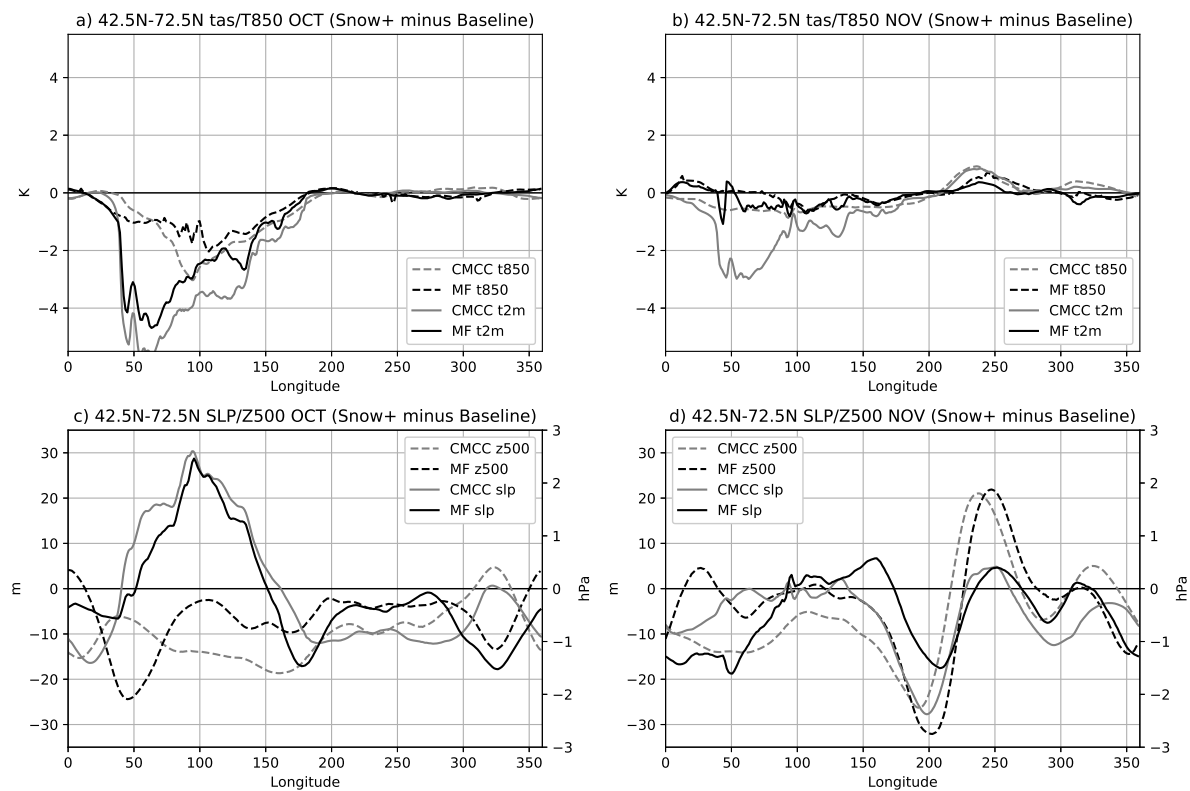 a) 42.5N-72.5N tas/T850 OCT (Snow+ minus Baseline)
4
2
0
−2
−4
K
0 50 100 150 200 250 300 350
Longitude
CMCC t850
MF t850
CMCC t2m
MF t2m
b) 42.5N-72.5N tas/T850 NOV (Snow+ minus Baseline)
4
2
0
−2
−4
K
0 50 100 150 200 250 300 350
Longitude
CMCC t850
MF t850
CMCC t2m
MF t2m
c) 42.5N-72.5N SLP/Z500 OCT (Snow+ minus Baseline)
30
20
10
0
−10
−20
−30
m
3
2
1
0
−1
−2
−3
hPa
0 50 100 150 200 250 300 350
Longitude
CMCC z500
MF z500
CMCC slp
MF slp
d) 42.5N-72.5N SLP/Z500 NOV (Snow+ minus Baseline)
30
20
10
0
−10
−20
−30
m
3
2
1
0
−1
−2
−3
hPa
0 50 100 150 200 250 300 350
Longitude
CMCC z500
MF z500
CMCC slp
MF slp